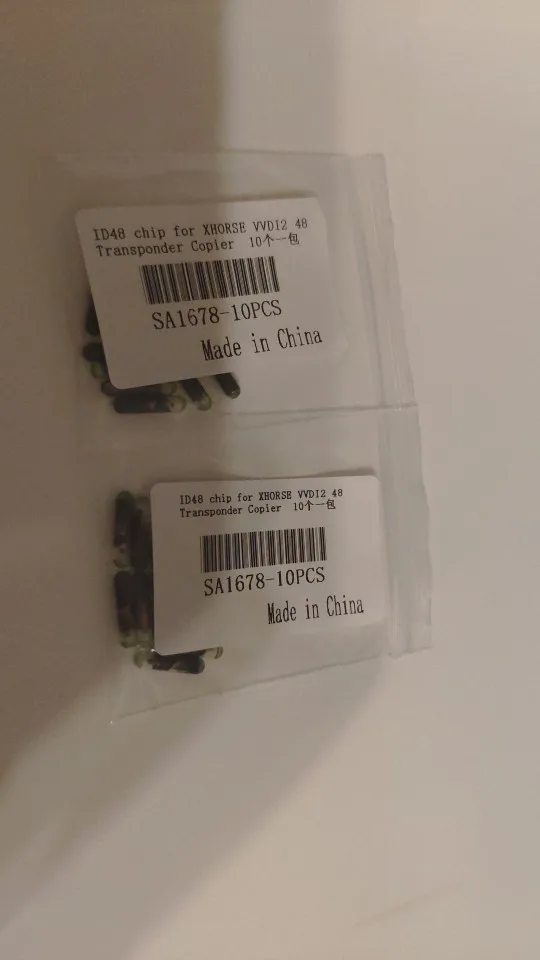 ID48 chip for XHORSE VVDI2 48
Transponder Copier 10个一包
SA1678-10PCS
Made in China
ID48 chip for XHORSE VVDI2 48
Transponder Copier 10个一包
SA1678-10PCS
Made in China